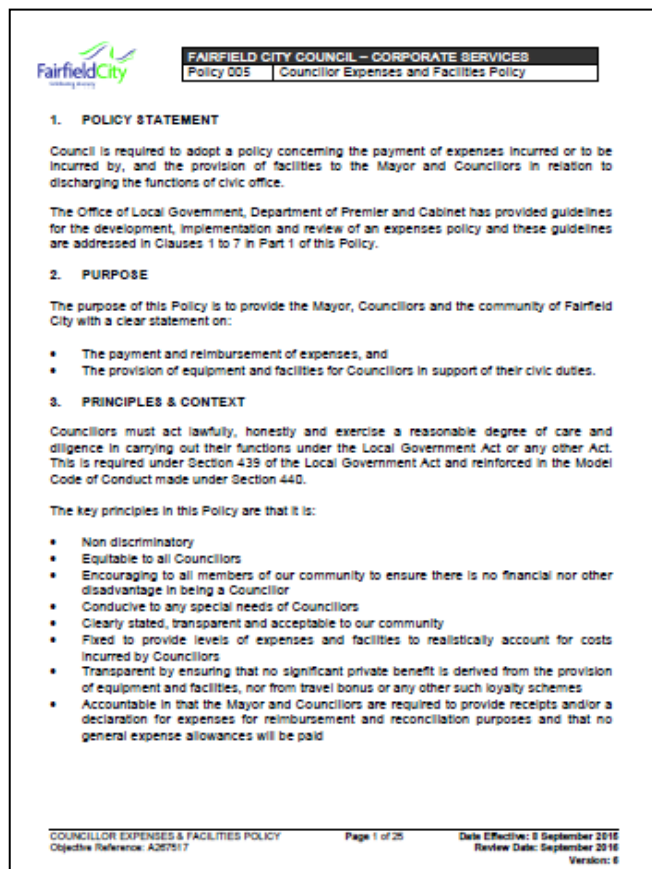 FairfieldCity
FAIRFIELD CITY COUNCIL – CORPORATE SERVICES
Policy 005 Councillor Expenses and Facilities Policy
1. POLICY STATEMENT
Council is required to adopt a policy concerning the payment of expenses incurred or to be
incurred by, and the provision of facilities to the Mayor and Councillors in relation to
discharging the functions of civic office.
The Office of Local Government, Department of Premier and Cabinet has provided guidelines
for the development, implementation and review of an expenses policy and these guidelines
are addressed in Clauses 1 to 7 in Part 1 of this Policy.
2. PURPOSE
The purpose of this Policy is to provide the Mayor, Councillors and the community of Fairfield
City with a clear statement on:
• The payment and reimbursement of expenses, and
• The provision of equipment and facilities for Councillors in support of their civic duties.
3. PRINCIPLES & CONTEXT
Councillors must act lawfully, honestly and exercise a reasonable degree of care and
diligence in carrying out their functions under the Local Government Act or any other Act.
This is required under Section 439 of the Local Government Act and reinforced in the Model
Code of Conduct made under Section 440.
The key principles in this Policy are that it is:
• Non discriminatory
• Equitable to all Councillors
• Encouraging to all members of our community to ensure there is no financial nor other
disadvantage in being a Councillor
• Conducive to any special needs of Councillors
• Clearly stated, transparent and acceptable to our community
• Fixed to provide levels of expenses and facilities to realistically account for costs
incurred by Councillors
• Transparent by ensuring that no significant private benefit is derived from the provision
of equipment and facilities, nor from travel bonus or any other such loyalty schemes
• Accountable in that the Mayor and Councillors are required to provide receipts and/or a
declaration for expenses for reimbursement and reconciliation purposes and that no
general expense allowances will be paid
COUNCILLOR EXPENSES & FACILITIES POLICY Page 1 of 25 Date Effective: 8 September 2015
Objective Reference: A267517 Review Date: September 2016
Version: 6